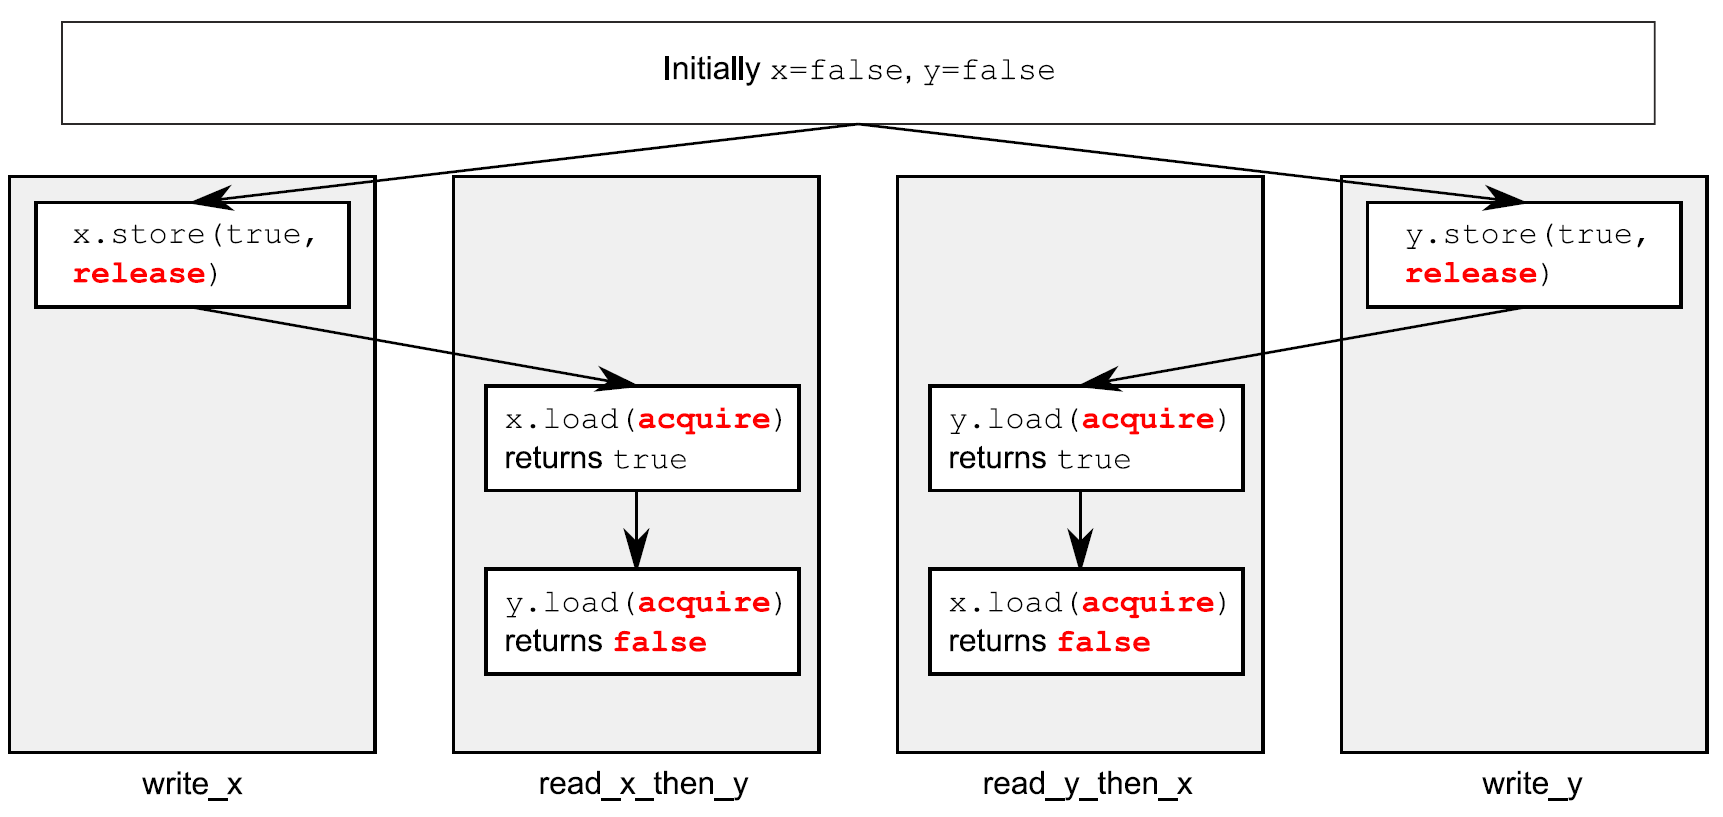 Initially x=false, y=false
x.store(true,
release)
y.store(true,
release)
x.load(acquire)
returns true
y.load(acquire)
returns true
y.load(acquire)
returns false
x.load(acquire)
returns false
write_x
read_x_then_y
read_y_then_x
write_y